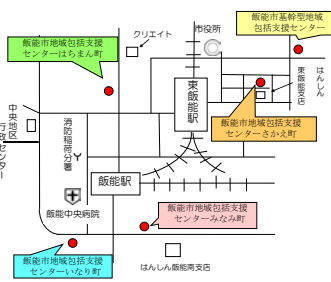 クリエイト
市役所
飯能市基幹型地域
包括支援センター
飯能市地域包括支援
センターはちまん町
はんしん
東飯能支店
東飯能駅
中央地区
行政センター
消防稲荷分署
飯能市地域包括支援
センターさかえ町
飯能駅
飯能中央病院
飯能市地域包括支援
センターみなみ町
飯能市地域包括支援
センターいなり町
はんしん飯能南支店